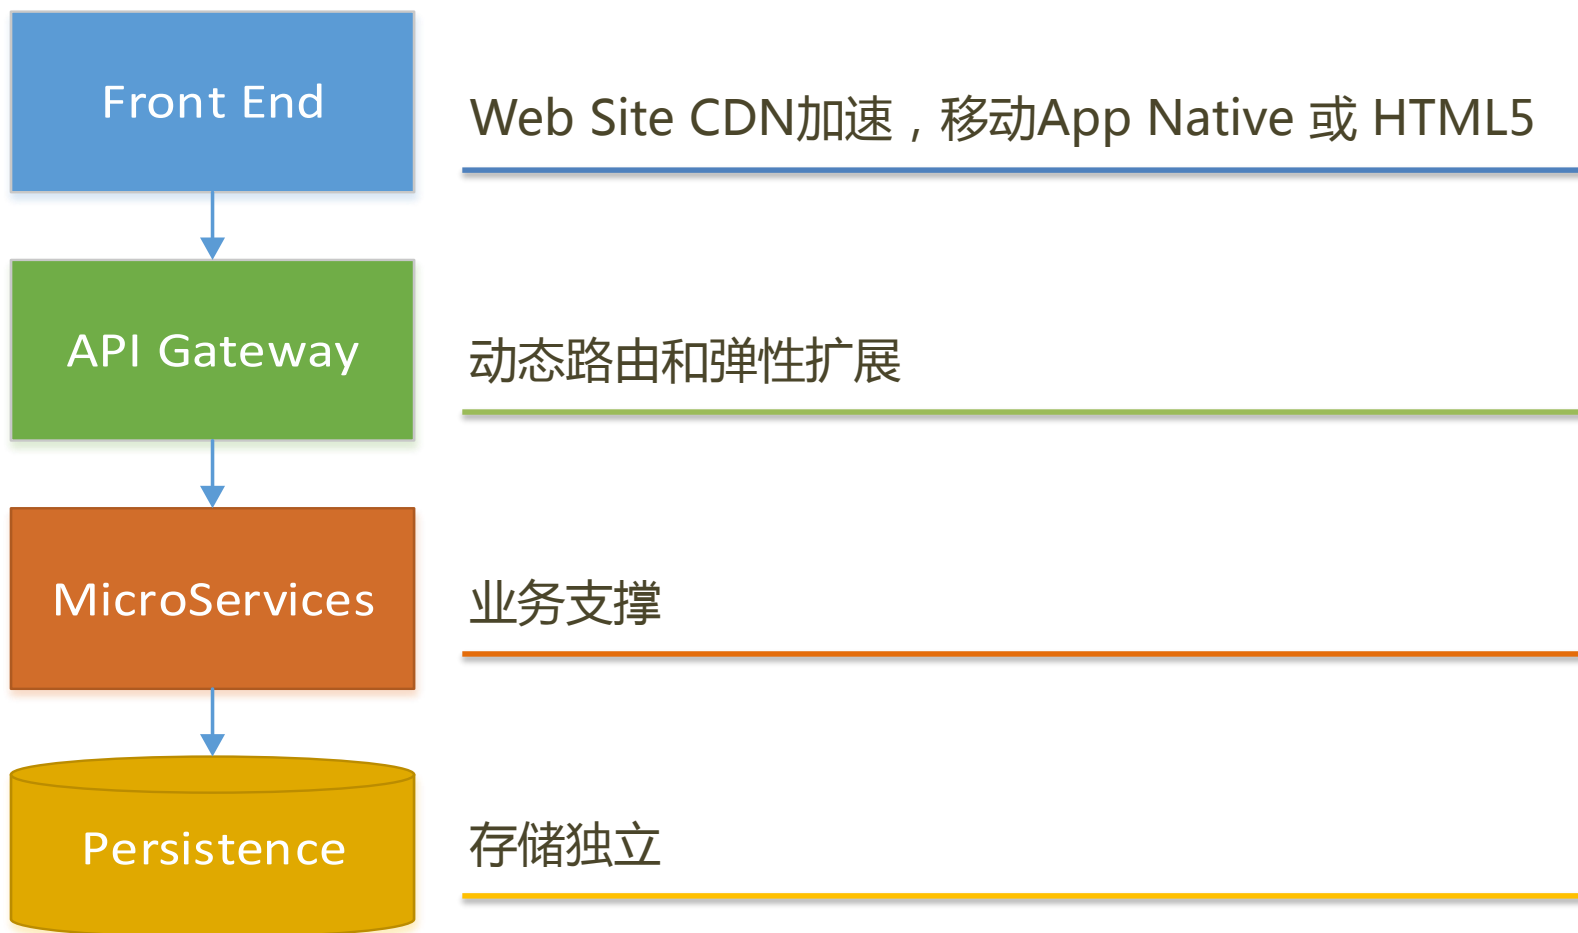 Front End
Web Site CDN加速，移动App Native 或 HTML5
API Gateway
动态路由和弹性扩展
MicroServices
业务支撑
Persistence
存储独立